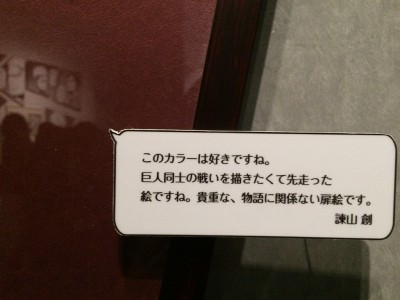 このカラーは好きですね。
巨人同士の戦いを描きたくて先走った
絵ですね。貴重な、物語に関係ない扉絵です。
諫山 創